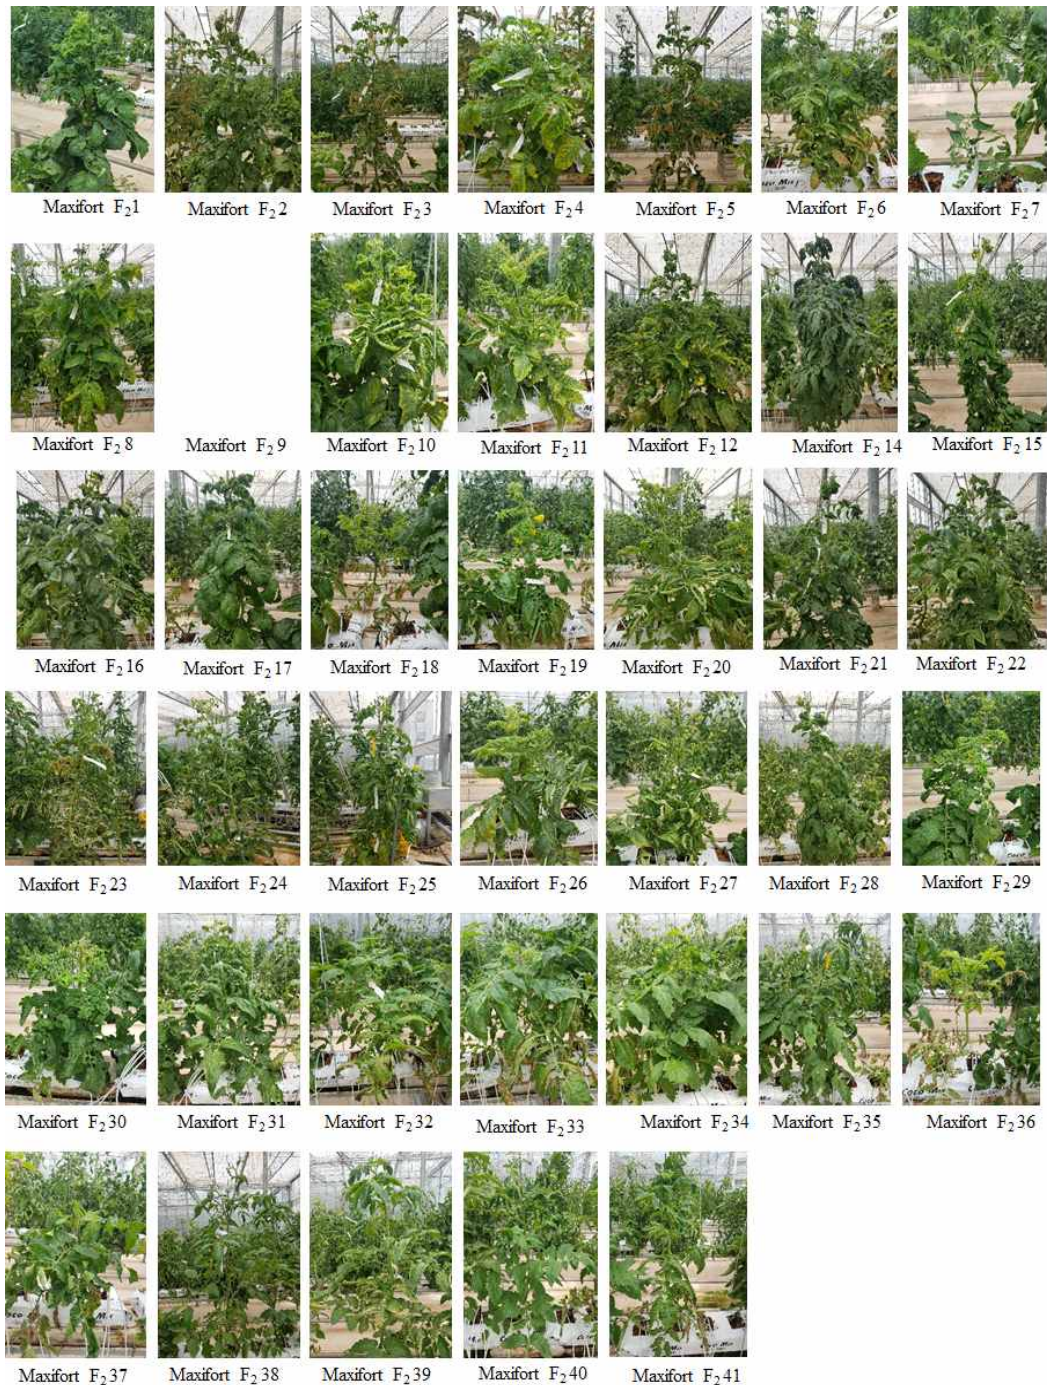 Maxifort F₂1
Maxifort F₂2
Maxifort F₂3
Maxifort F₂4
Maxifort F₂5
Maxifort F₂6
Maxifort F₂7
Maxifort F₂8
Maxifort F₂9
Maxifort F₂10
Maxifort F₂11
Maxifort F₂12
Maxifort F₂14
Maxifort F₂15
Maxifort F₂16
Maxifort F₂17
Maxifort F₂18
Maxifort F₂19
Maxifort F₂20
Maxifort F₂21
Maxifort F₂22
Maxifort F₂23
Maxifort F₂24
Maxifort F₂25
Maxifort F₂26
Maxifort F₂27
Maxifort F₂28
Maxifort F₂29
Maxifort F₂30
Maxifort F₂31
Maxifort F₂32
Maxifort F₂33
Maxifort F₂34
Maxifort F₂35
Maxifort F₂36
Maxifort F₂37
Maxifort F₂38
Maxifort F₂39
Maxifort F₂40
Maxifort F₂41